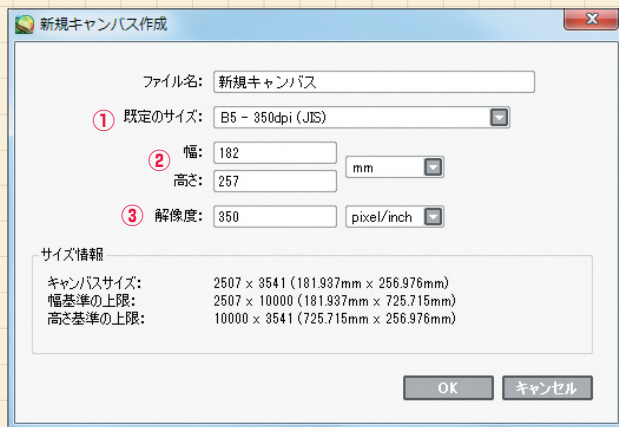 新規キャンバス作成
ファイル名: 新規キャンバス
① 既定のサイズ: B5 - 350dpi (JIS)
② 幅: 182
mm
高さ: 257
③ 解像度: 350 pixel/inch
サイズ情報
キャンバスサイズ: 2507 x 3541 (181.937mm x 256.976mm)
幅基準の上限: 2507 x 10000 (181.937mm x 725.715mm)
高さ基準の上限: 10000 x 3541 (725.715mm x 256.976mm)
OK キャンセル